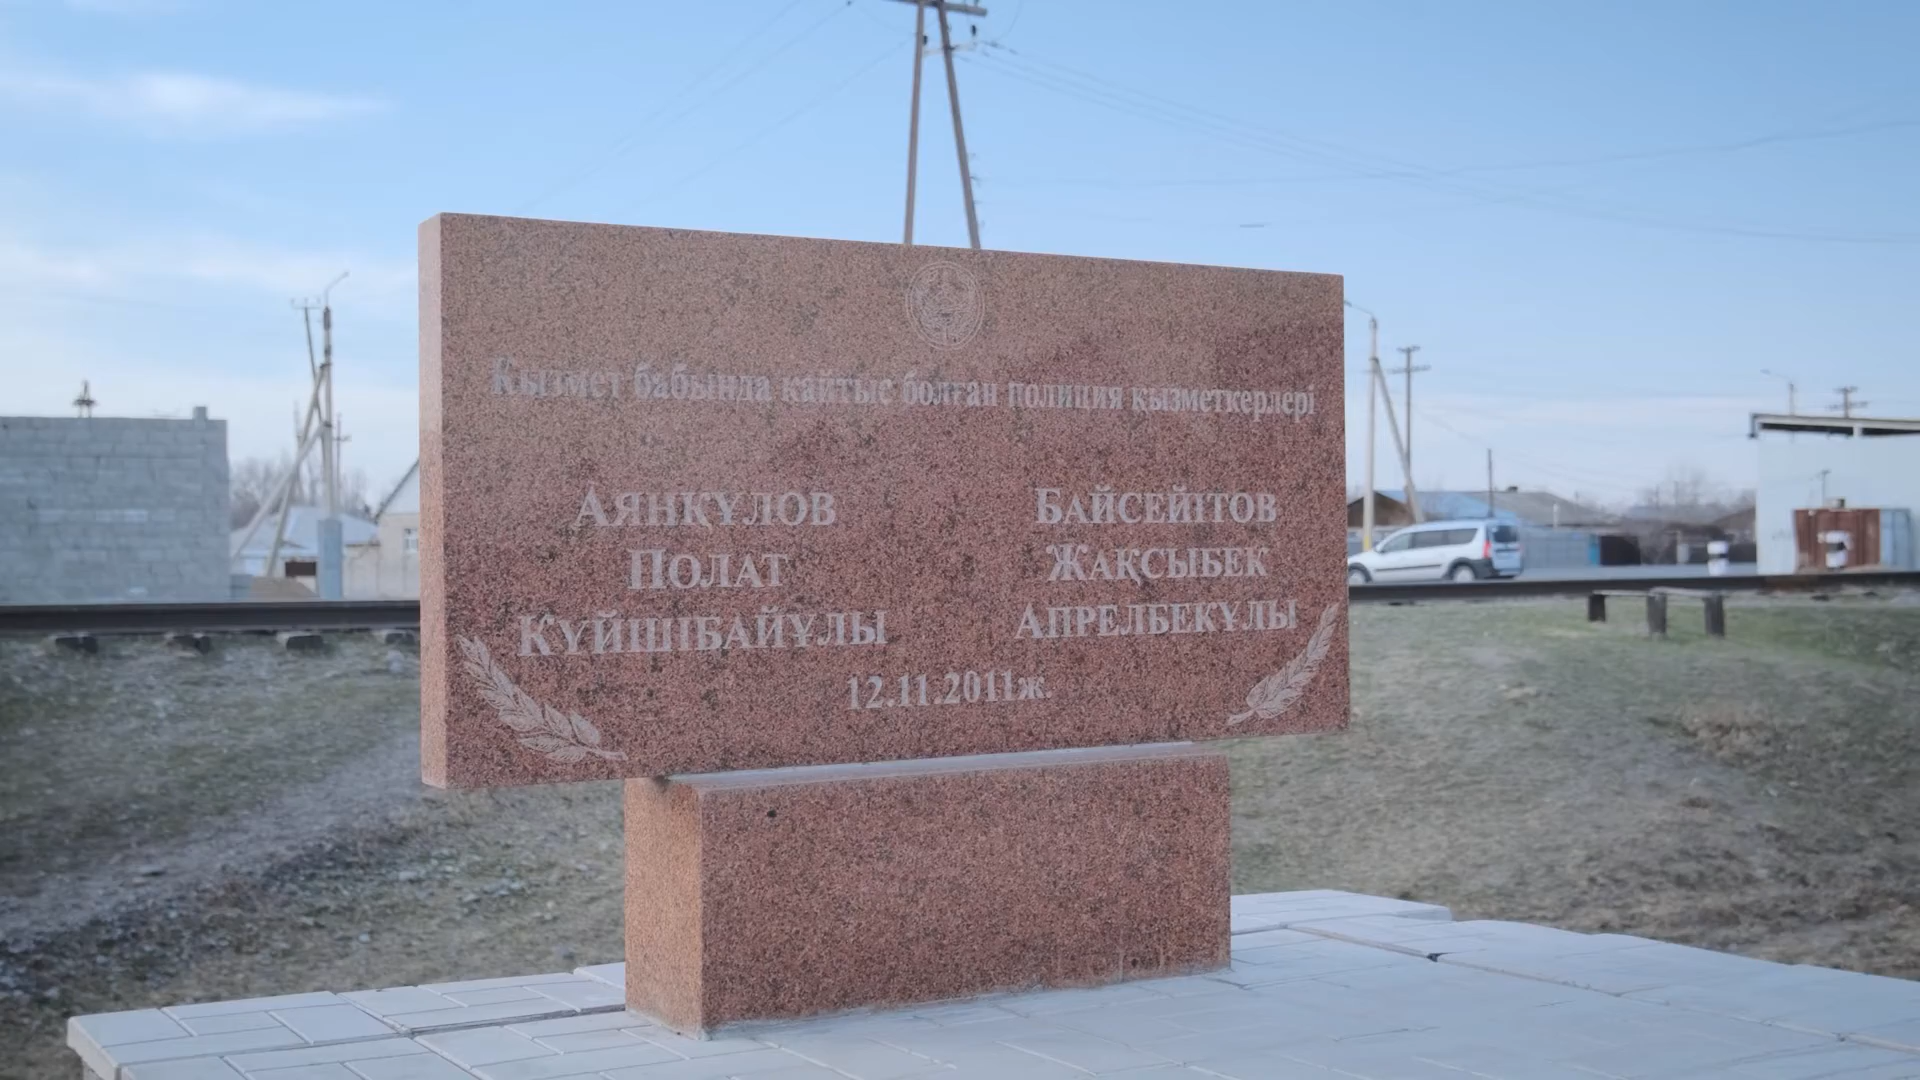 Қызмет бабында қайтыс болған полиция қызметкерлері
Аянқұлов
Полат
Күйшібайұлы
Байсейітов
Жақсыбек
Апрелбекұлы
12.11.2011ж.